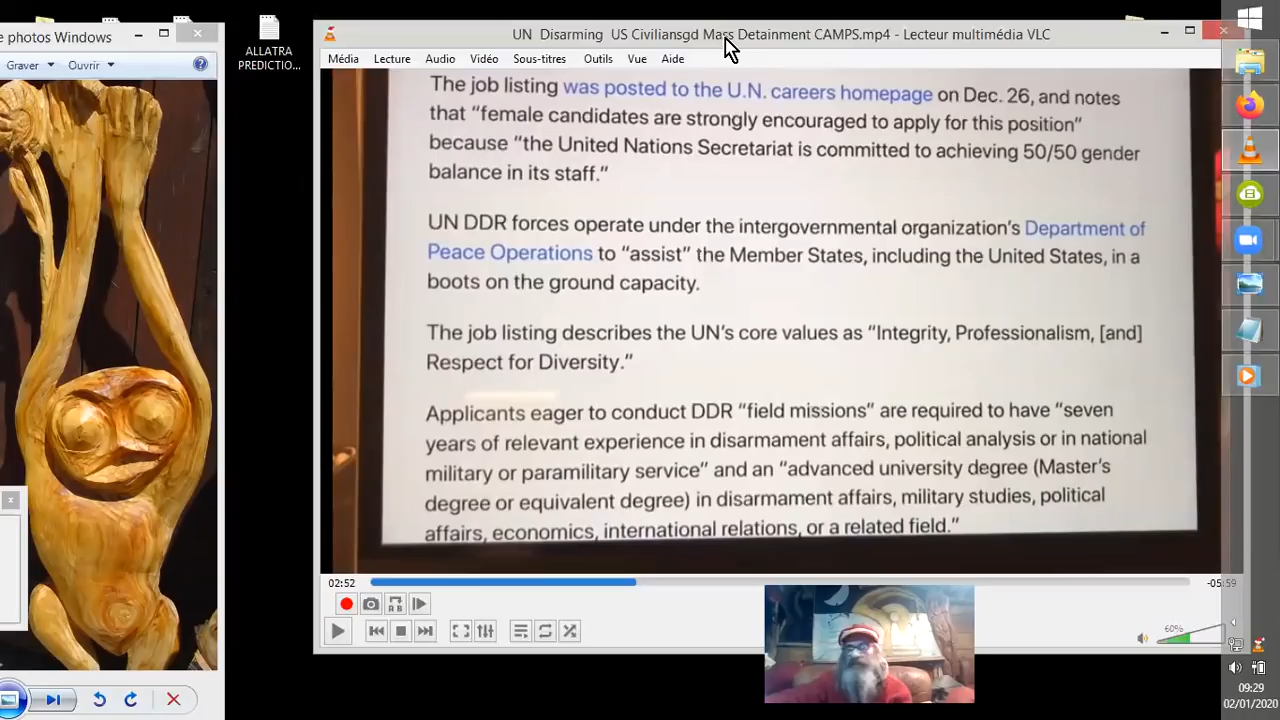 e photos Windows
Graver
Ouvrir
ALLATRA
PREDICTIO...
UN Disarming US Civiliansgd Mass Detainment CAMPS.mp4 - Lecteur multimédia VLC
Média Lecture Audio Vidéo Sous-titres Outils Vue Aide
The job listing was posted to the U.N. careers homepage on Dec. 26, and notes
that “female candidates are strongly encouraged to apply for this position”
because “the United Nations Secretariat is committed to achieving 50/50 gender
balance in its staff.”
UN DDR forces operate under the intergovernmental organization’s Department of
Peace Operations to “assist” the Member States, including the United States, in a
boots on the ground capacity.
The job listing describes the UN’s core values as “Integrity, Professionalism, [and]
Respect for Diversity.”
Applicants eager to conduct DDR “field missions” are required to have “seven
years of relevant experience in disarmament affairs, political analysis or in national
military or paramilitary service” and an “advanced university degree (Master’s
degree or equivalent degree) in disarmament affairs, military studies, political
affairs, economics, international relations, or a related field.”
02:52
-05:59
60%
09:29
02/01/2020